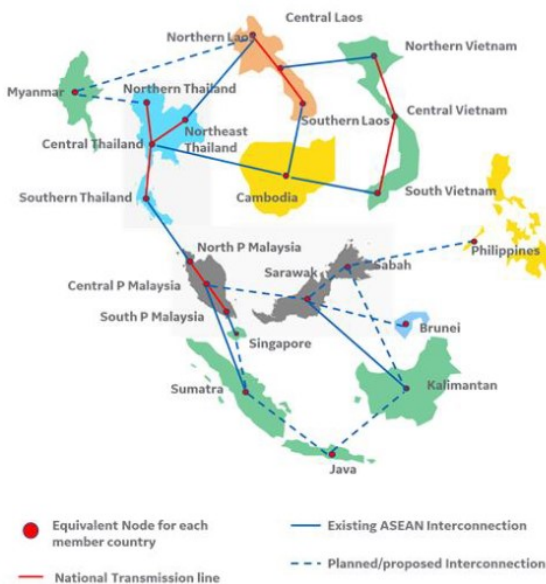 Central Laos
Northern Laos
Northern Vietnam
Myanmar
Northern Thailand
Southern Laos
Central Vietnam
Central Thailand
Northeast
Thailand
Southern Thailand
Cambodia
South Vietnam
North P Malaysia
Sarawak
Sabah
Philippines
Central P Malaysia
South P Malaysia
Singapore
Brunei
Sumatra
Kalimantan
Java
Equivalent Node for each
member country
Existing ASEAN Interconnection
National Transmission line
Planned/proposed Interconnection